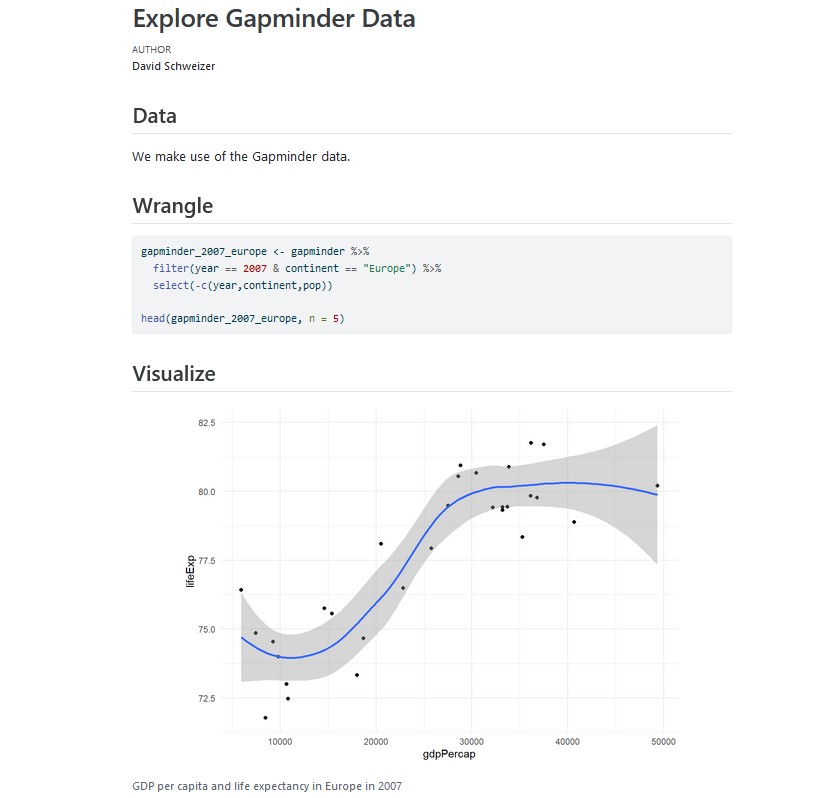 Explore Gapminder Data
AUTHOR
David Schweizer
Data
We make use of the Gapminder data.
Wrangle
gapminder_2007_europe <- gapminder %>%
  filter(year == 2007 & continent == "Europe") %>%
  select(-c(year,continent,pop))
head(gapminder_2007_europe, n = 5)
Visualize
82.5
80.0
77.5
75.0
72.5
lifeExp
10000 20000 30000 40000 50000
gdpPercap
GDP per capita and life expectancy in Europe in 2007